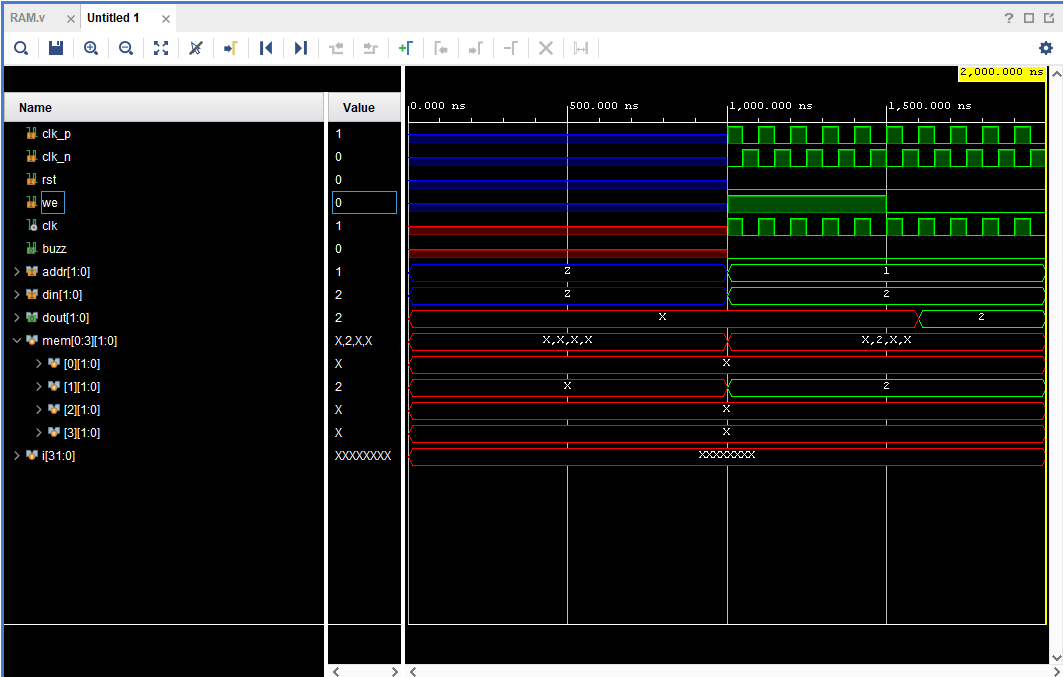 RAM.v × Untitled 1 ×
?
2,000.000 ns
Name Value
0.000 ns 500.000 ns 1,000.000 ns 1,500.000 ns
clk_p 1
clk_n 0
rst 0
we 0
clk 1
buzz 0
addr[1:0] 1 Z 1
din[1:0] 2 Z 2
dout[1:0] 2 X 2
mem[0:3][1:0] X,2,X,X X,X,X,X X,2,X,X
[0][1:0] X X
[1][1:0] 2 X 2
[2][1:0] X X
[3][1:0] X X
i[31:0] XXXXXXXX XXXXXXXX